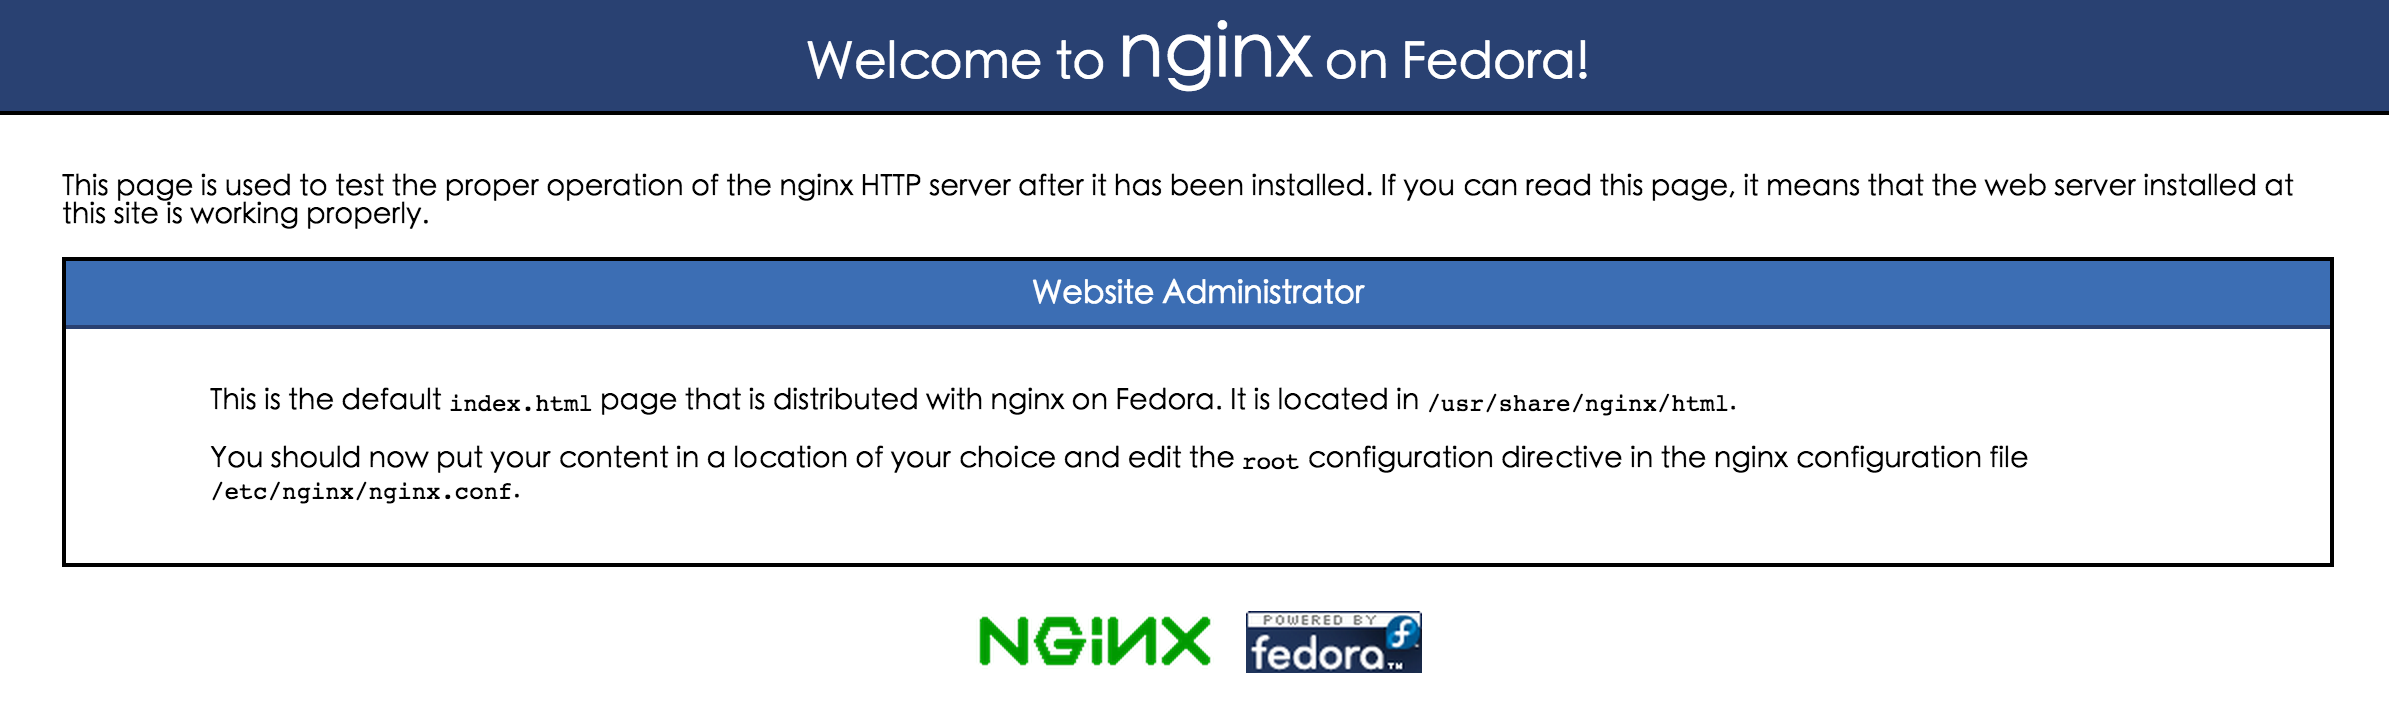 Welcome to nginx on Fedora!
This page is used to test the proper operation of the nginx HTTP server after it has been installed. If you can read this page, it means that the web server installed at
this site is working properly.
Website Administrator
This is the default index.html page that is distributed with nginx on Fedora. It is located in /usr/share/nginx/html.
You should now put your content in a location of your choice and edit the root configuration directive in the nginx configuration file
/etc/nginx/nginx.conf.
NGiNX
POWERED BY
fedora™